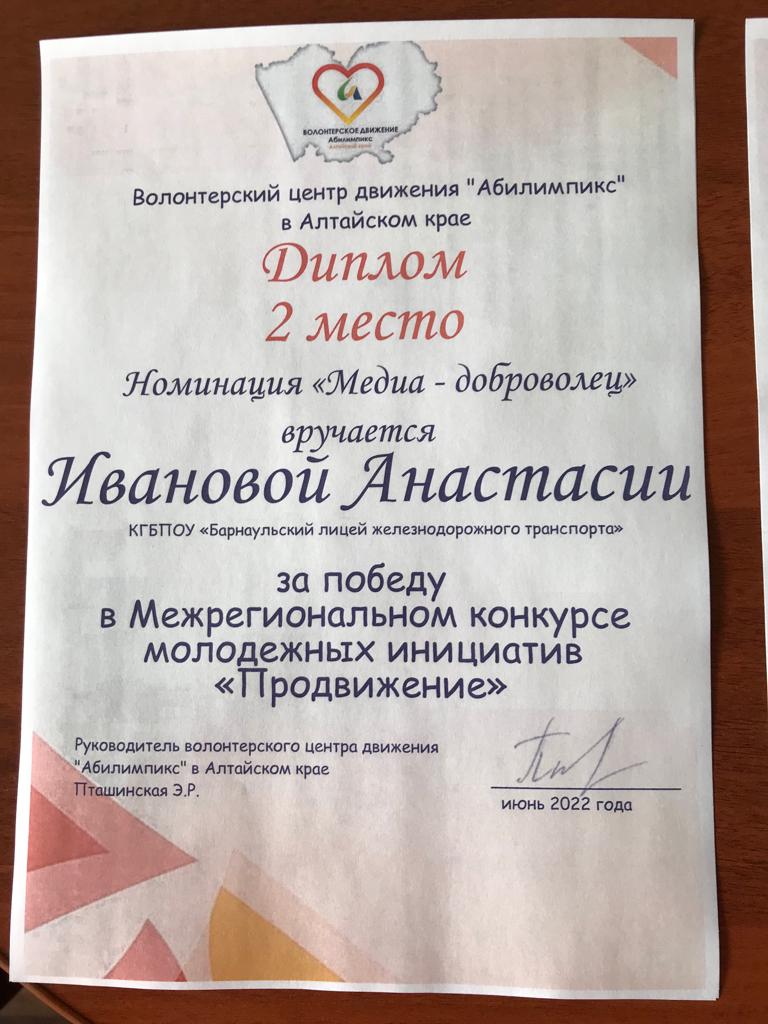 ВОЛОНТЕРСКОЕ ДВИЖЕНИЕ
Абилимпикс
Алтайский край
Волонтерский центр движения "Абилимпикс"
в Алтайском крае
Диплом
2 место
Номинация «Медиа - доброволец»
вручается
Ивановой Анастасии
КГБПОУ «Барнаульский лицей железнодорожного транспорта»
за победу
в Межрегиональном конкурсе
молодежных инициатив
«Продвижение»
Руководитель волонтерского центра движения
"Абилимпикс" в Алтайском крае
Пташинская Э.Р.
июнь 2022 года